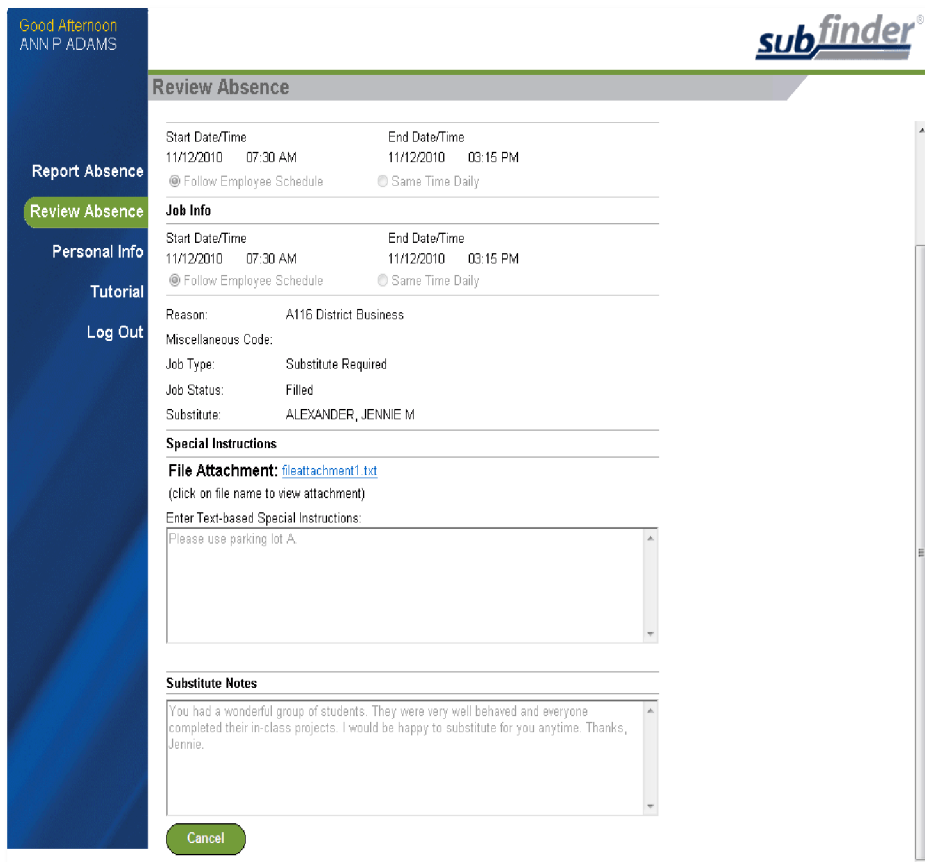 Good Afternoon
ANN P ADAMS
subfinder®
Review Absence
Report Absence
Review Absence
Personal Info
Tutorial
Log Out
Start Date/Time End Date/Time
11/12/2010 07:30 AM 11/12/2010 03:15 PM
Follow Employee Schedule Same Time Daily
Job Info
Start Date/Time End Date/Time
11/12/2010 07:30 AM 11/12/2010 03:15 PM
Follow Employee Schedule Same Time Daily
Reason: A116 District Business
Miscellaneous Code:
Job Type: Substitute Required
Job Status: Filled
Substitute: ALEXANDER, JENNIE M
Special Instructions
File Attachment: fileattachment1.txt
(click on file name to view attachment)
Enter Text-based Special Instructions:
Please use parking lot A.
Substitute Notes
You had a wonderful group of students. They were very well behaved and everyone
completed their in-class projects. I would be happy to substitute for you anytime. Thanks,
Jennie.
Cancel